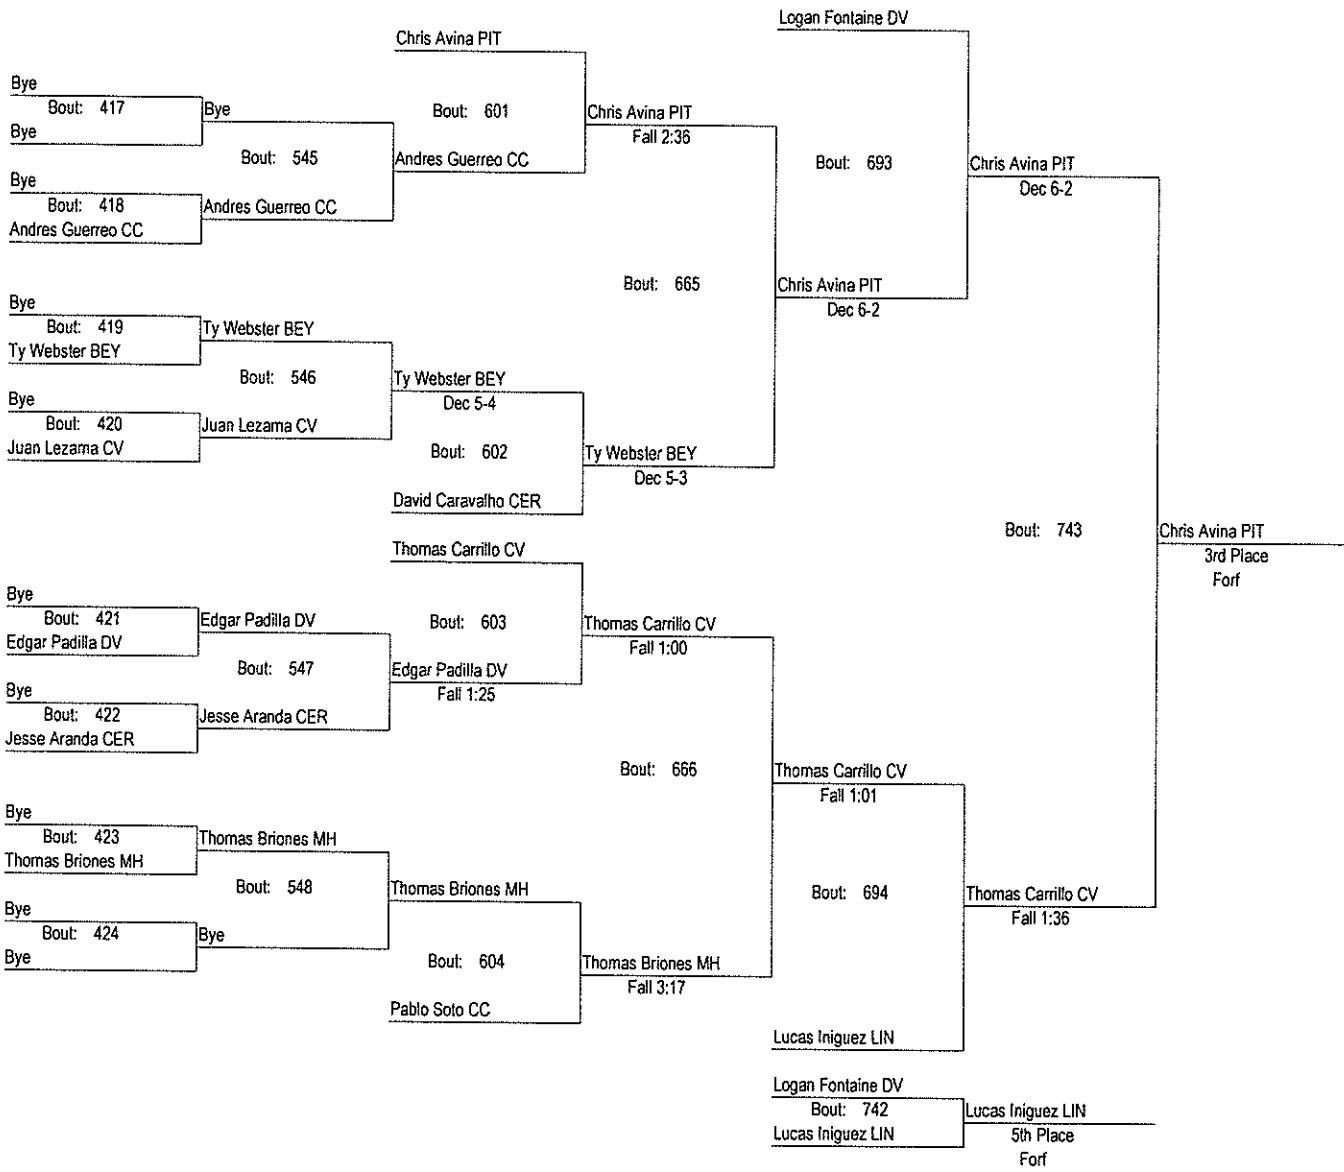 Logan Fontaine DV
Chris Avina PIT
Bye
Bout: 417
Bye
Bout: 601
Chris Avina PIT
Fall 2:36
Bye
Bout: 545
Andres Guerreo CC
Bout: 693
Chris Avina PIT
Dec 6-2
Bye
Bout: 418
Andres Guerreo CC
Andres Guerreo CC
Bout: 665
Chris Avina PIT
Dec 6-2
Bye
Bout: 419
Ty Webster BEY
Ty Webster BEY
Bout: 546
Ty Webster BEY
Dec 5-4
Bye
Bout: 420
Juan Lezama CV
Juan Lezama CV
Bout: 602
Ty Webster BEY
Dec 5-3
David Caravalho CER
Bout: 743
Chris Avina PIT
3rd Place
Forf
Thomas Carrillo CV
Bye
Bout: 421
Edgar Padilla DV
Edgar Padilla DV
Bout: 603
Thomas Carrillo CV
Fall 1:00
Bout: 547
Edgar Padilla DV
Fall 1:25
Bye
Bout: 422
Jesse Aranda CER
Jesse Aranda CER
Bout: 666
Thomas Carrillo CV
Fall 1:01
Bye
Bout: 423
Thomas Briones MH
Thomas Briones MH
Bout: 548
Thomas Briones MH
Bout: 694
Thomas Carrillo CV
Fall 1:36
Bye
Bout: 424
Bye
Bye
Bout: 604
Thomas Briones MH
Fall 3:17
Pablo Soto CC
Lucas Iniguez LIN
Logan Fontaine DV
Bout: 742
Lucas Iniguez LIN
Lucas Iniguez LIN
5th Place
Forf